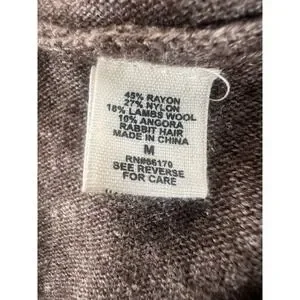 45% RAYON
27% NYLON
18% LAMBS WOOL
10% ANGORA
RABBIT HAIR
MADE IN CHINA
M
RN#66170
SEE REVERSE
FOR CARE